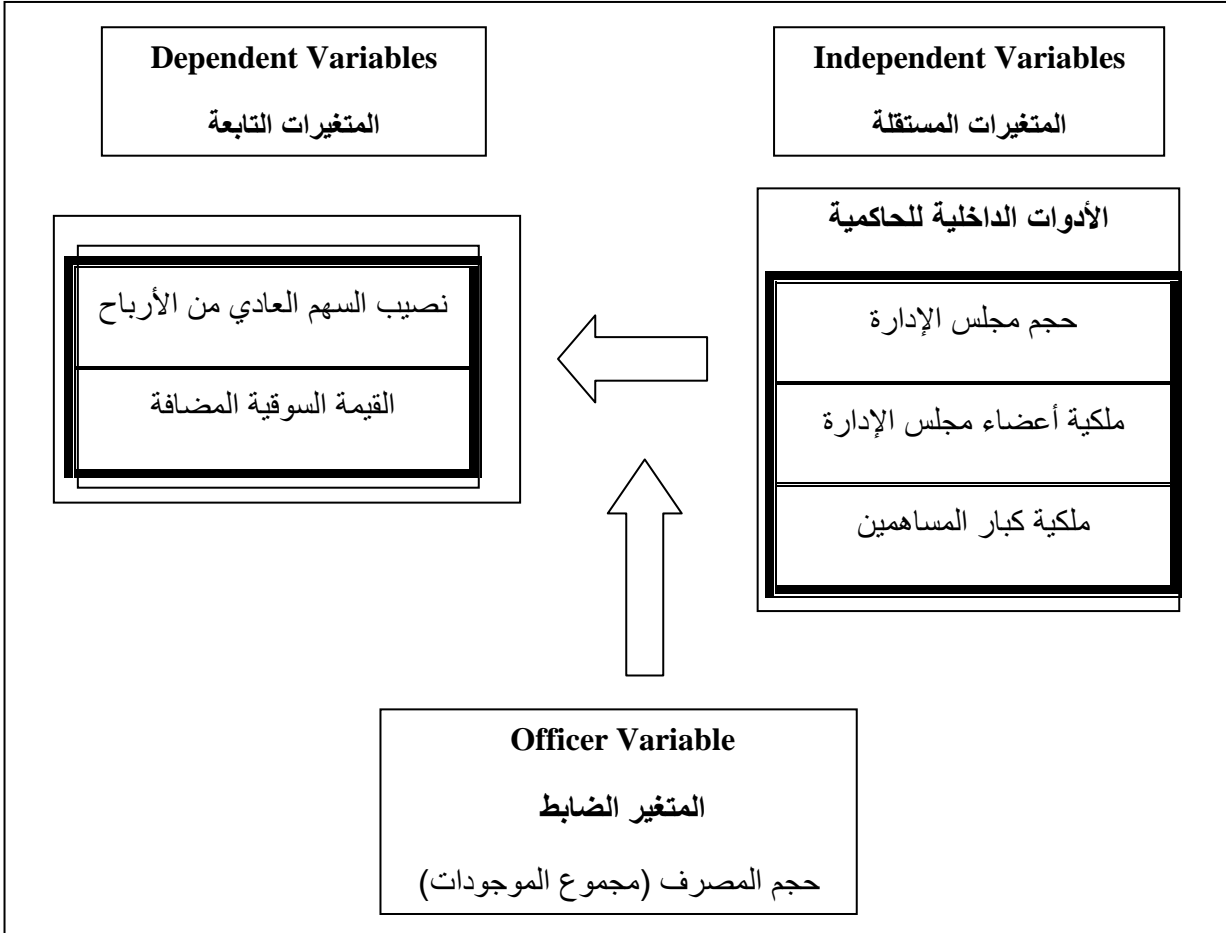 Independent Variables
المتغيرات المستقلة
Dependent Variables
المتغيرات التابعة
الأدوات الداخلية للحاكمية
حجم مجلس الإدارة
ملكية أعضاء مجلس الإدارة
ملكية كبار المساهمين
نصيب السهم العادي من الأرباح
القيمة السوقية المضافة
Officer Variable
المتغير الضابط
حجم المصرف (مجموع الموجودات)